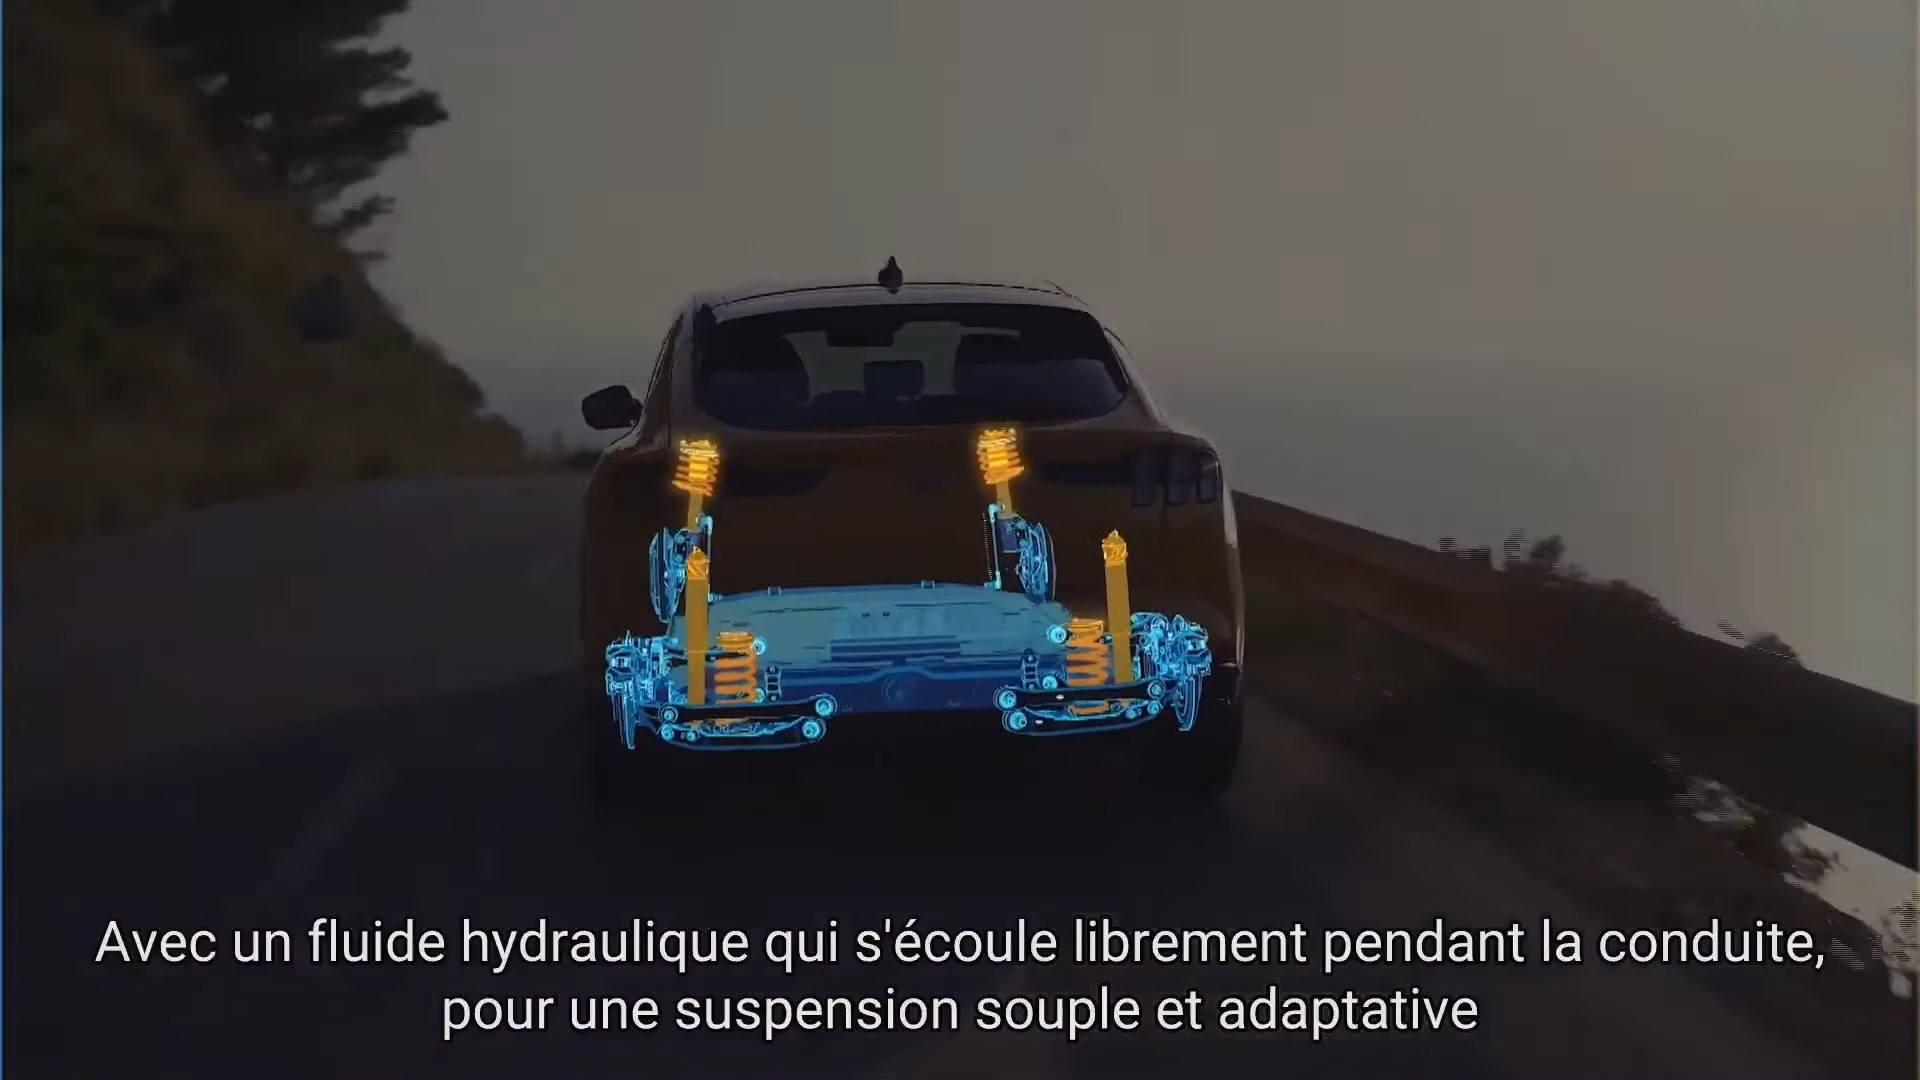 Avec un fluide hydraulique qui s'écoule librement pendant la conduite,
pour une suspension souple et adaptative